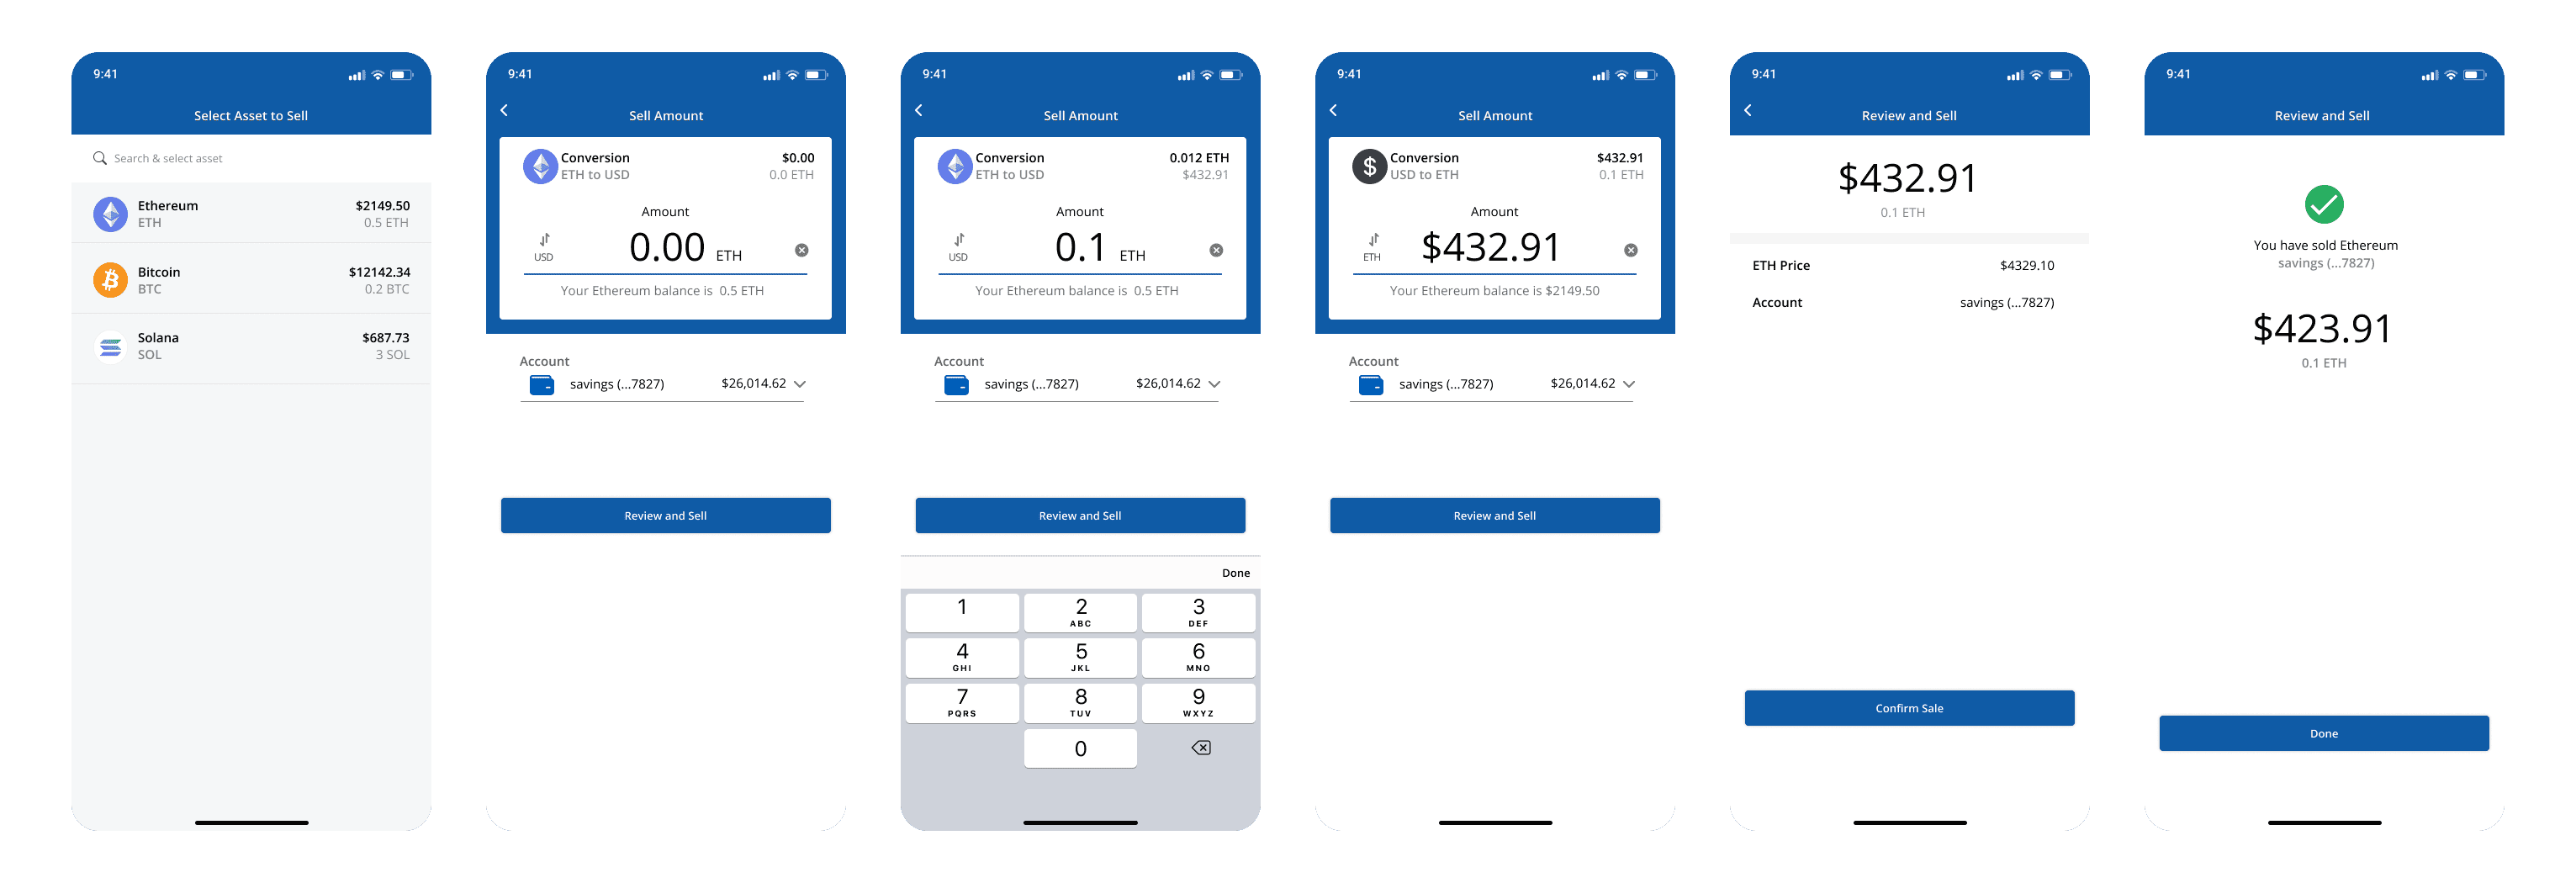 9:41
Select Asset to Sell
Search & select asset
Ethereum $2149.50
ETH 0.5 ETH
Bitcoin $12142.34
BTC 0.2 BTC
Solana $687.73
SOL 3 SOL
9:41
Sell Amount
Conversion $0.00
ETH to USD 0.0 ETH
Amount
USD 0.00 ETH
Your Ethereum balance is 0.5 ETH
Account
savings (...7827) $26,014.62
Review and Sell
9:41
Sell Amount
Conversion 0.012 ETH
ETH to USD $432.91
Amount
USD 0.1 ETH
Your Ethereum balance is 0.5 ETH
Account
savings (...7827) $26,014.62
Review and Sell
Done
1 2 3
ABC DEF
4 5 6
GHI JKL MNO
7 8 9
PQRS TUV WXYZ
0
9:41
Sell Amount
$ Conversion $432.91
USD to ETH 0.1 ETH
Amount
ETH $432.91
Your Ethereum balance is $2149.50
Account
savings (...7827) $26,014.62
Review and Sell
9:41
Review and Sell
$432.91
0.1 ETH
ETH Price $4329.10
Account savings (...7827)
Confirm Sale
9:41
Review and Sell
You have sold Ethereum
savings (...7827)
$423.91
0.1 ETH
Done